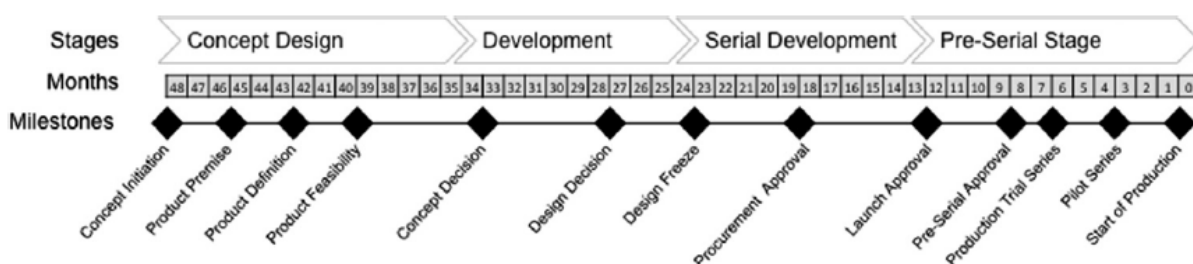 Stages Concept Design Development Serial Development Pre-Serial Stage
Months 48 47 46 45 44 43 42 41 40 39 38 37 36 35 34 33 32 31 30 29 28 27 26 25 24 23 22 21 20 19 18 17 16 15 14 13 12 11 10 9 8 7 6 5 4 3 2 1 0
Milestones
Concept Initiation
Product Premise
Product Definition
Product Feasibility
Concept Decision
Design Decision
Design Freeze
Procurement Approval
Launch Approval
Pre-Serial Approval
Production Trial Series
Pilot Series
Start of Production